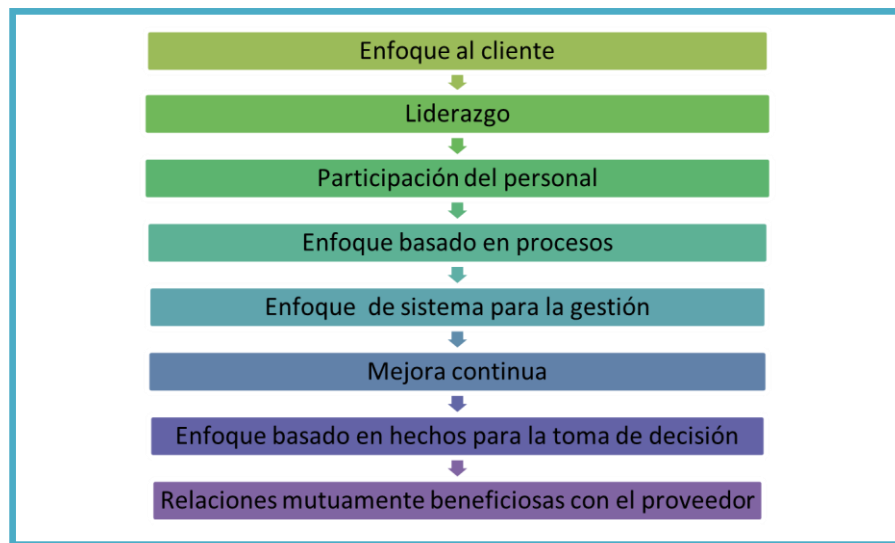 Enfoque al cliente
Liderazgo
Participación del personal
Enfoque basado en procesos
Enfoque  de sistema para la gestión
Mejora continua
Enfoque basado en hechos para la toma de decisión
Relaciones mutuamente beneficiosas con el proveedor